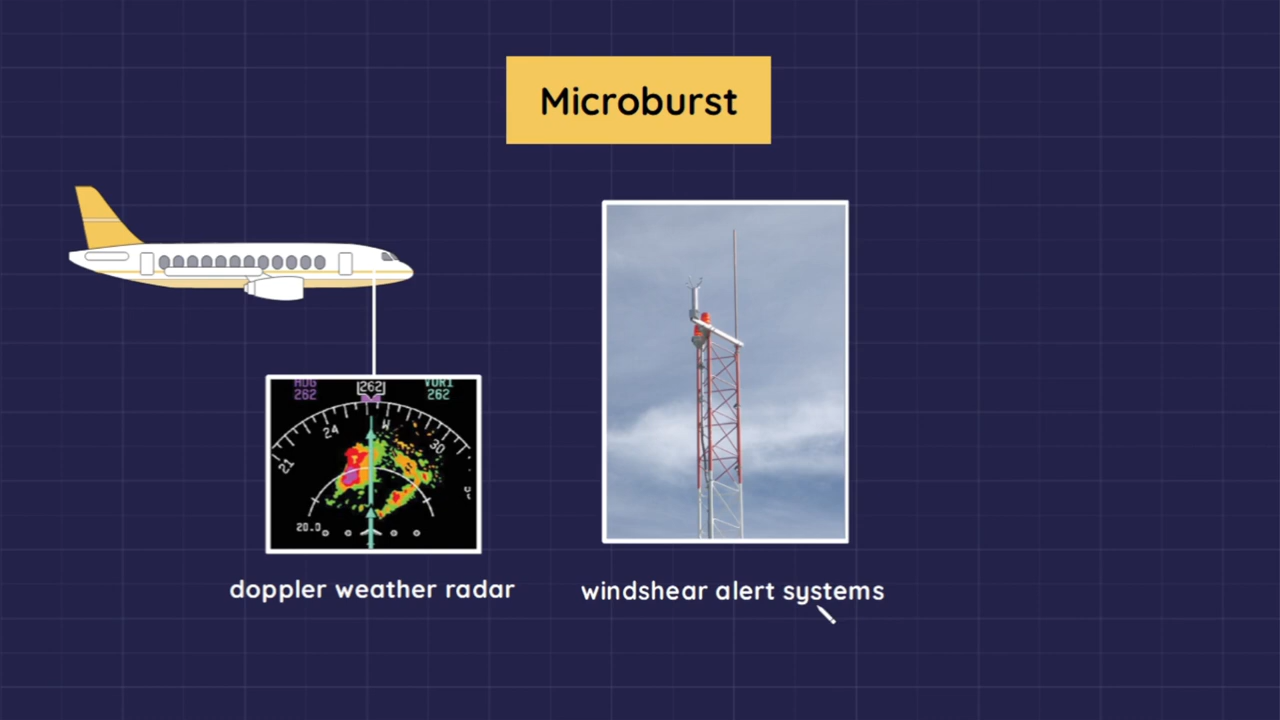 Microburst
HDG 262 VOR1
262 262
24 W 30
21
20.0
doppler weather radar
windshear alert systems